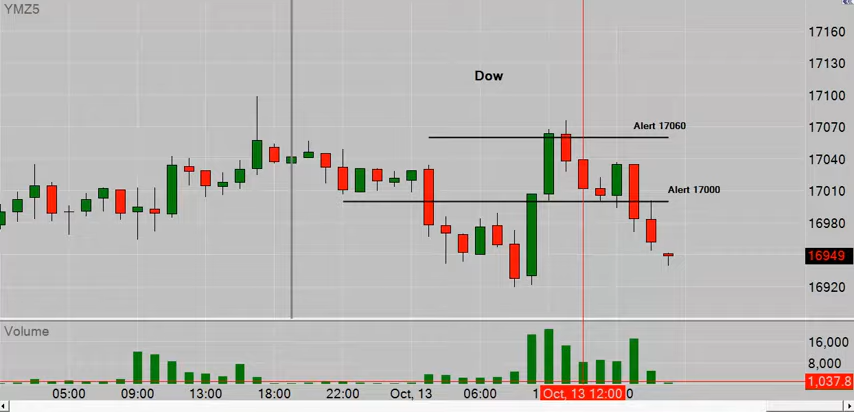 YMZ5
17160
17130
Dow
17100
Alert 17060
17070
17040
Alert 17000
17010
16980
16949
16920
Volume
16,000
8,000
1,037.8
05:00 09:00 13:00 18:00 22:00 Oct, 13 06:00 1 Oct, 13 12:00 0